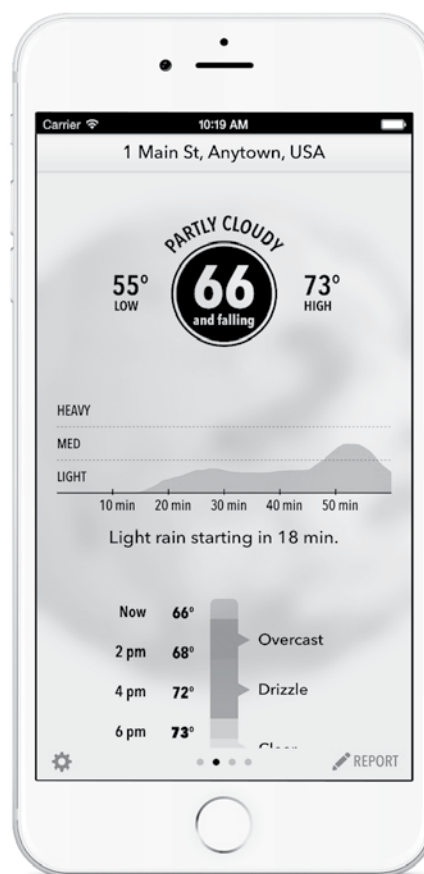 Carrier 10:19 AM
1 Main St, Anytown, USA
PARTLY CLOUDY
55° 66 73°
LOW and falling HIGH
HEAVY
MED
LIGHT
10 min 20 min 30 min 40 min 50 min
Light rain starting in 18 min.
Now 66°
Overcast
2 pm 68°
4 pm 72° Drizzle
6 pm 73°
REPORT